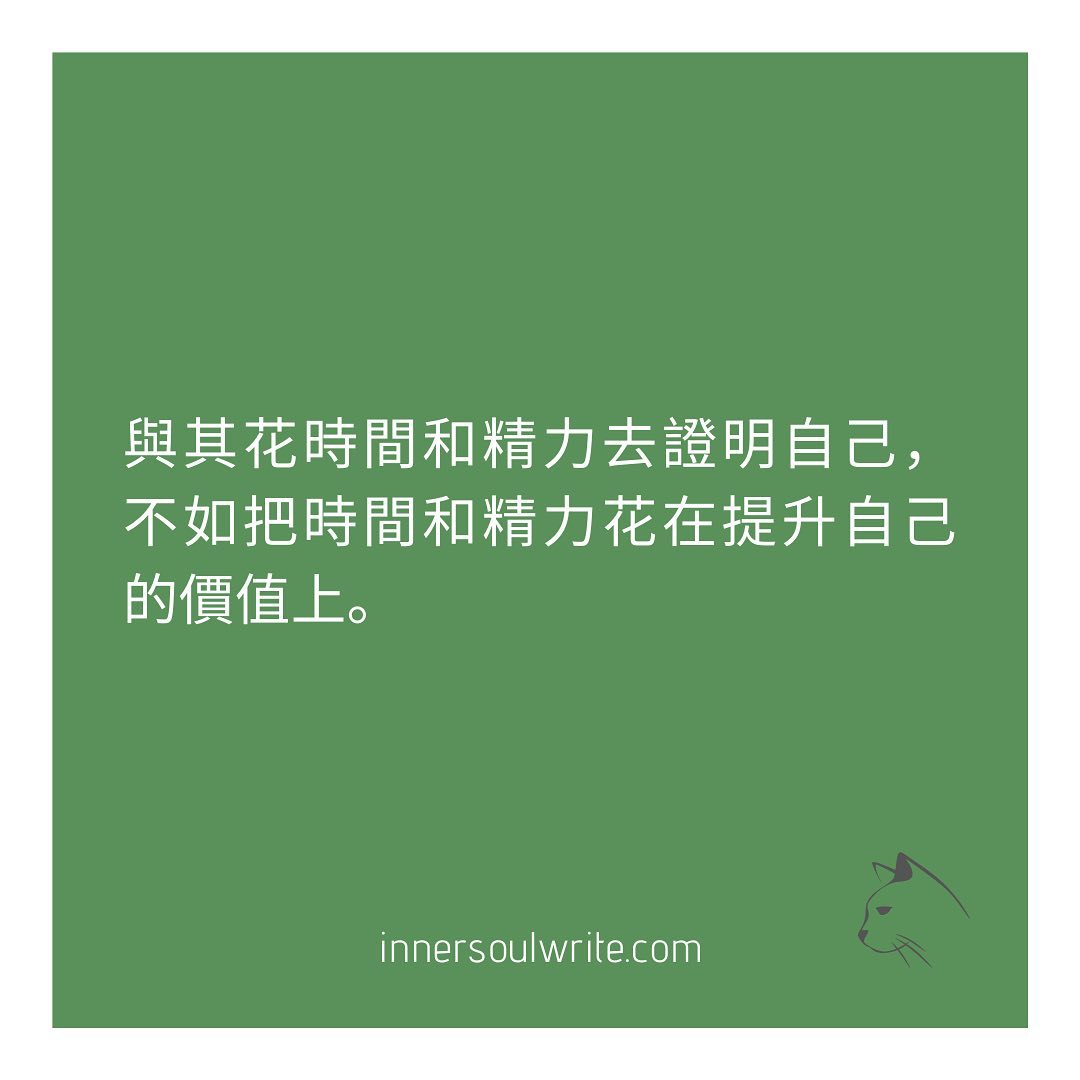 與其花時間和精力去證明自己，
不如把時間和精力花在提升自己
的價值上。
innersoulwrite.com